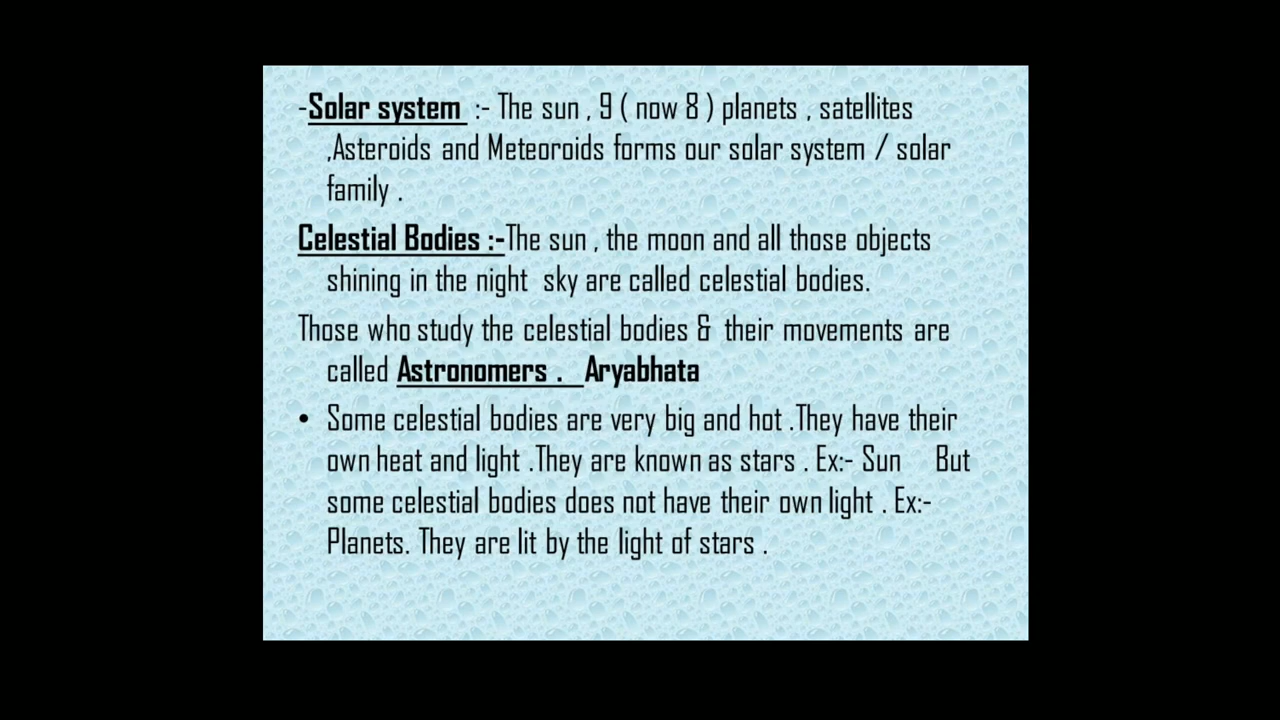 -Solar system :- The sun , 9 ( now 8 ) planets , satellites
,Asteroids and Meteoroids forms our solar system / solar
family .
Celestial Bodies :-The sun , the moon and all those objects
shining in the night sky are called celestial bodies.
Those who study the celestial bodies & their movements are
called Astronomers . Aryabhata
• Some celestial bodies are very big and hot .They have their
own heat and light .They are known as stars . Ex:- Sun But
some celestial bodies does not have their own light . Ex:-
Planets. They are lit by the light of stars .